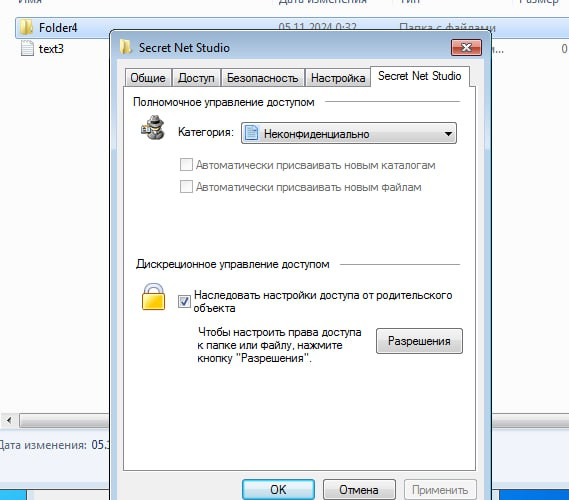 Имя
Дата изменения
Тип
Размер
Folder4
05.11.2024 0:32
Папка с файлами
text3
0
Secret Net Studio
Общие
Доступ
Безопасность
Настройка
Secret Net Studio
Полномочное управление доступом
Категория:
Неконфиденциально
Автоматически присваивать новым каталогам
Автоматически присваивать новым файлам
Дискреционное управление доступом
Наследовать настройки доступа от родительского
объекта
Чтобы настроить права доступа
к папке или файлу, нажмите
кнопку "Разрешения".
Разрешения
Дата изменения: 05.
OK
Отмена
Применить